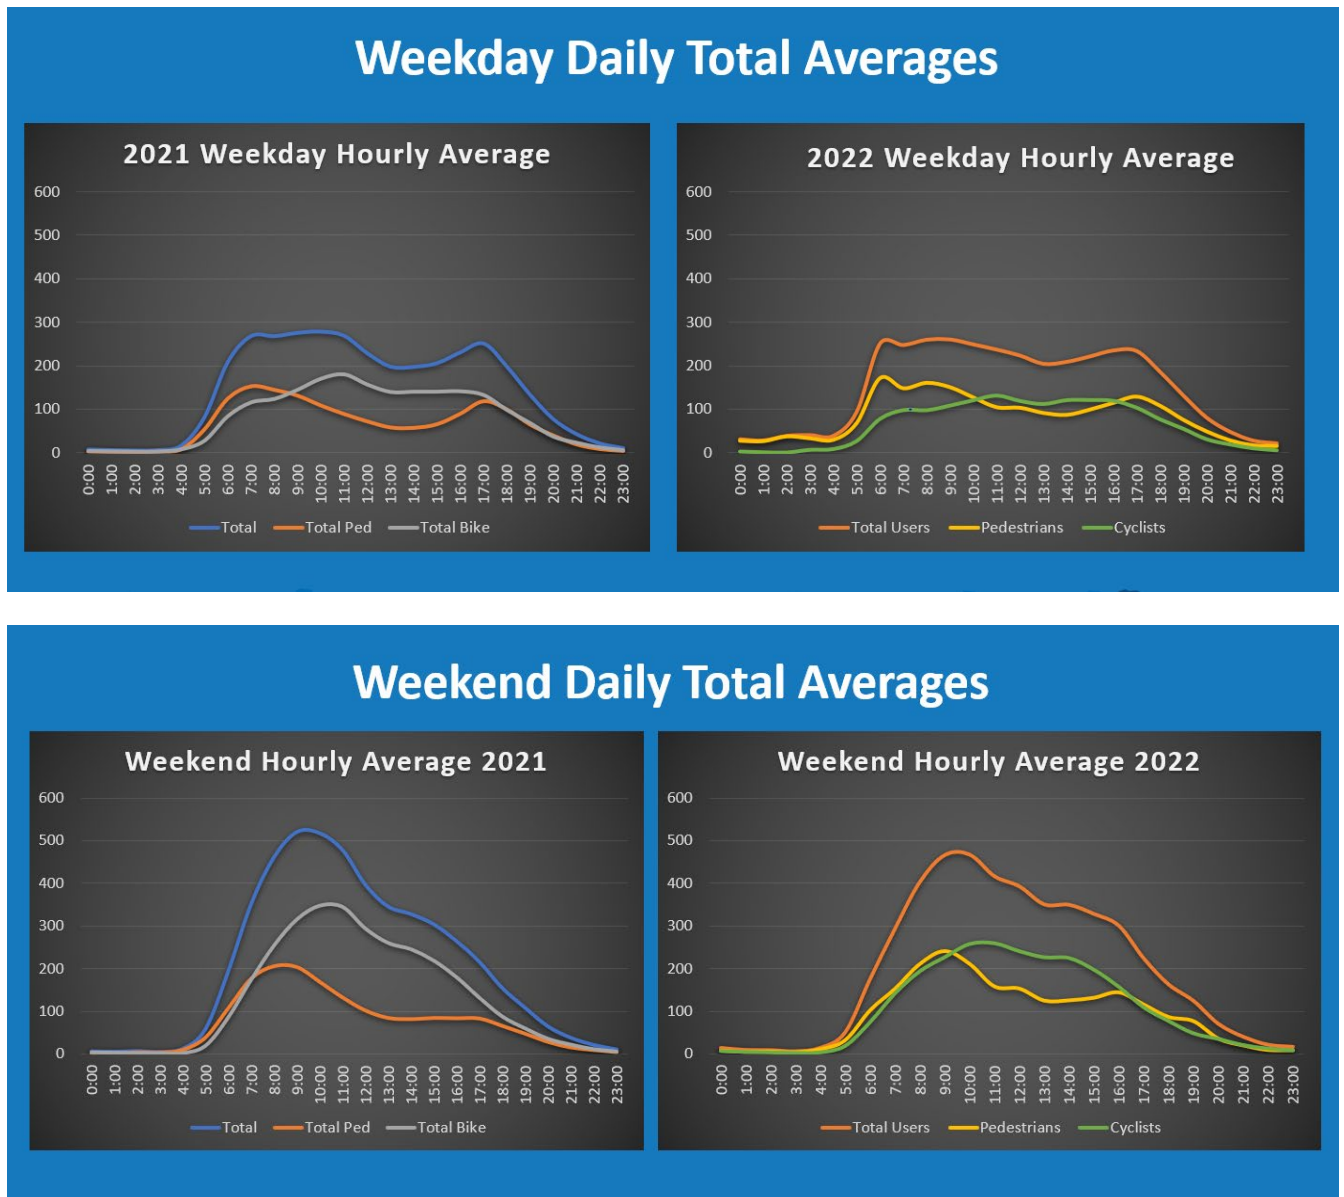 Weekday Daily Total Averages
2021 Weekday Hourly Average
600
500
400
300
200
100
0
0:00 1:00 2:00 3:00 4:00 5:00 6:00 7:00 8:00 9:00 10:00 11:00 12:00 13:00 14:00 15:00 16:00 17:00 18:00 19:00 20:00 21:00 22:00 23:00
Total Total Ped Total Bike
2022 Weekday Hourly Average
600
500
400
300
200
100
0
0:00 1:00 2:00 3:00 4:00 5:00 6:00 7:00 8:00 9:00 10:00 11:00 12:00 13:00 14:00 15:00 16:00 17:00 18:00 19:00 20:00 21:00 22:00 23:00
Total Users Pedestrians Cyclists
Weekend Daily Total Averages
Weekend Hourly Average 2021
600
500
400
300
200
100
0
0:00 1:00 2:00 3:00 4:00 5:00 6:00 7:00 8:00 9:00 10:00 11:00 12:00 13:00 14:00 15:00 16:00 17:00 18:00 19:00 20:00 21:00 22:00 23:00
Total Total Ped Total Bike
Weekend Hourly Average 2022
600
500
400
300
200
100
0
0:00 1:00 2:00 3:00 4:00 5:00 6:00 7:00 8:00 9:00 10:00 11:00 12:00 13:00 14:00 15:00 16:00 17:00 18:00 19:00 20:00 21:00 22:00 23:00
Total Users Pedestrians Cyclists